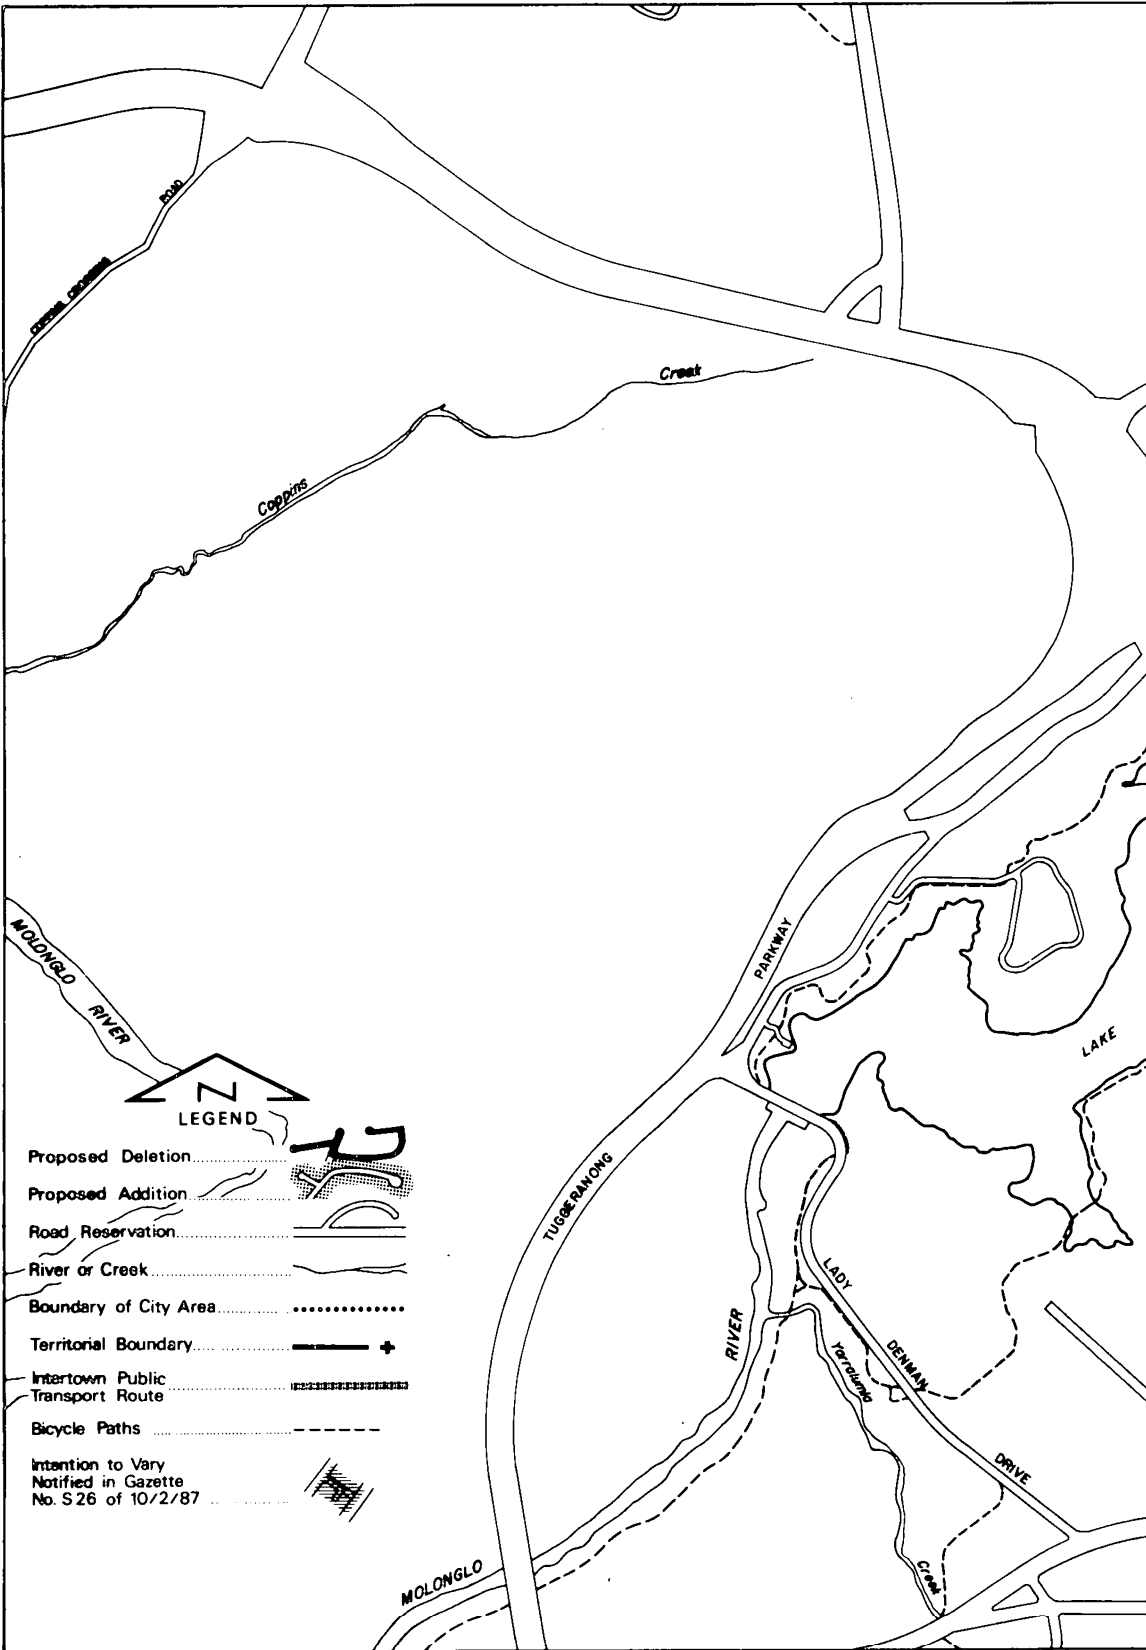 ROAD
COPPINS CROSSING
Creek
Coppins
PARKWAY
MOLONGLO RIVER
LAKE
N
LEGEND
Proposed Deletion
Proposed Addition
Road Reservation
River or Creek
Boundary of City Area
Territorial Boundary
Intertown Public
Transport Route
Bicycle Paths
Intention to Vary
Notified in Gazette
No. S26 of 10/2/87
TUGGERANONG
LADY
DENMAN
DRIVE
RIVER
Yarralumla
Creek
MOLONGLO